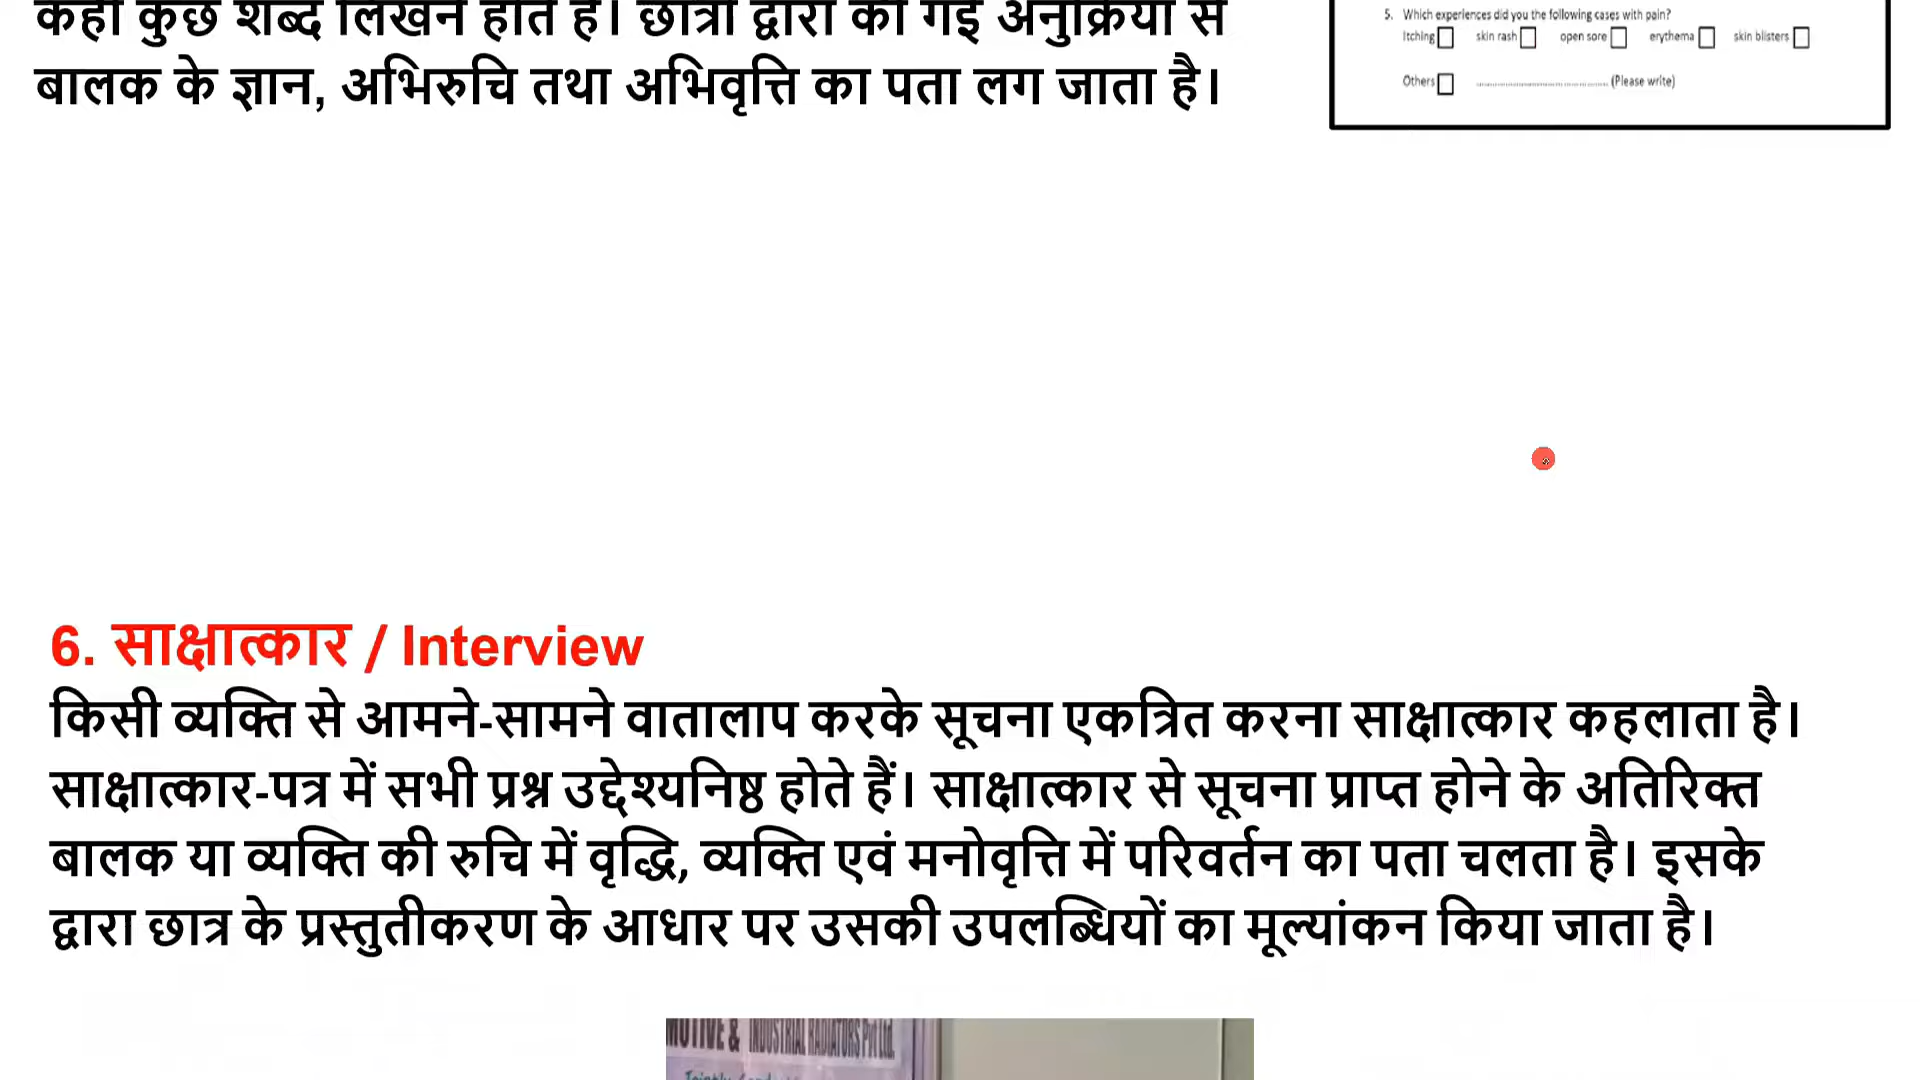 कहीं कुछ शब्द लिखने होते हैं। छात्रों द्वारा की गई अनुक्रिया से
बालक के ज्ञान, अभिरुचि तथा अभिवृत्ति का पता लग जाता है।
5. Which experiences did you the following cases with pain?
Itching skin rash open sore erythema skin blisters
Others ........................................ (Please write)
6. साक्षात्कार / Interview
किसी व्यक्ति से आमने-सामने वातालाप करके सूचना एकत्रित करना साक्षात्कार कहलाता है।
साक्षात्कार-पत्र में सभी प्रश्न उद्देश्यनिष्ठ होते हैं। साक्षात्कार से सूचना प्राप्त होने के अतिरिक्त
बालक या व्यक्ति की रुचि में वृद्धि, व्यक्ति एवं मनोवृत्ति में परिवर्तन का पता चलता है। इसके
द्वारा छात्र के प्रस्तुतीकरण के आधार पर उसकी उपलब्धियों का मूल्यांकन किया जाता है।
MOTIVE & INDUSTRIAL RADIATORS Pvt Ltd.